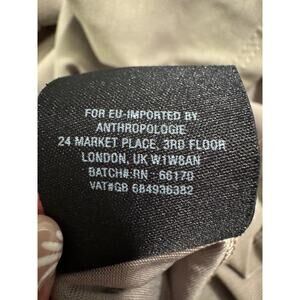 FOR EU-IMPORTED BY:
ANTHROPOLOGIE
24 MARKET PLACE, 3RD FLOOR
LONDON, UK W1W8AN
BATCH#:RN : 66170
VAT#GB 684936382